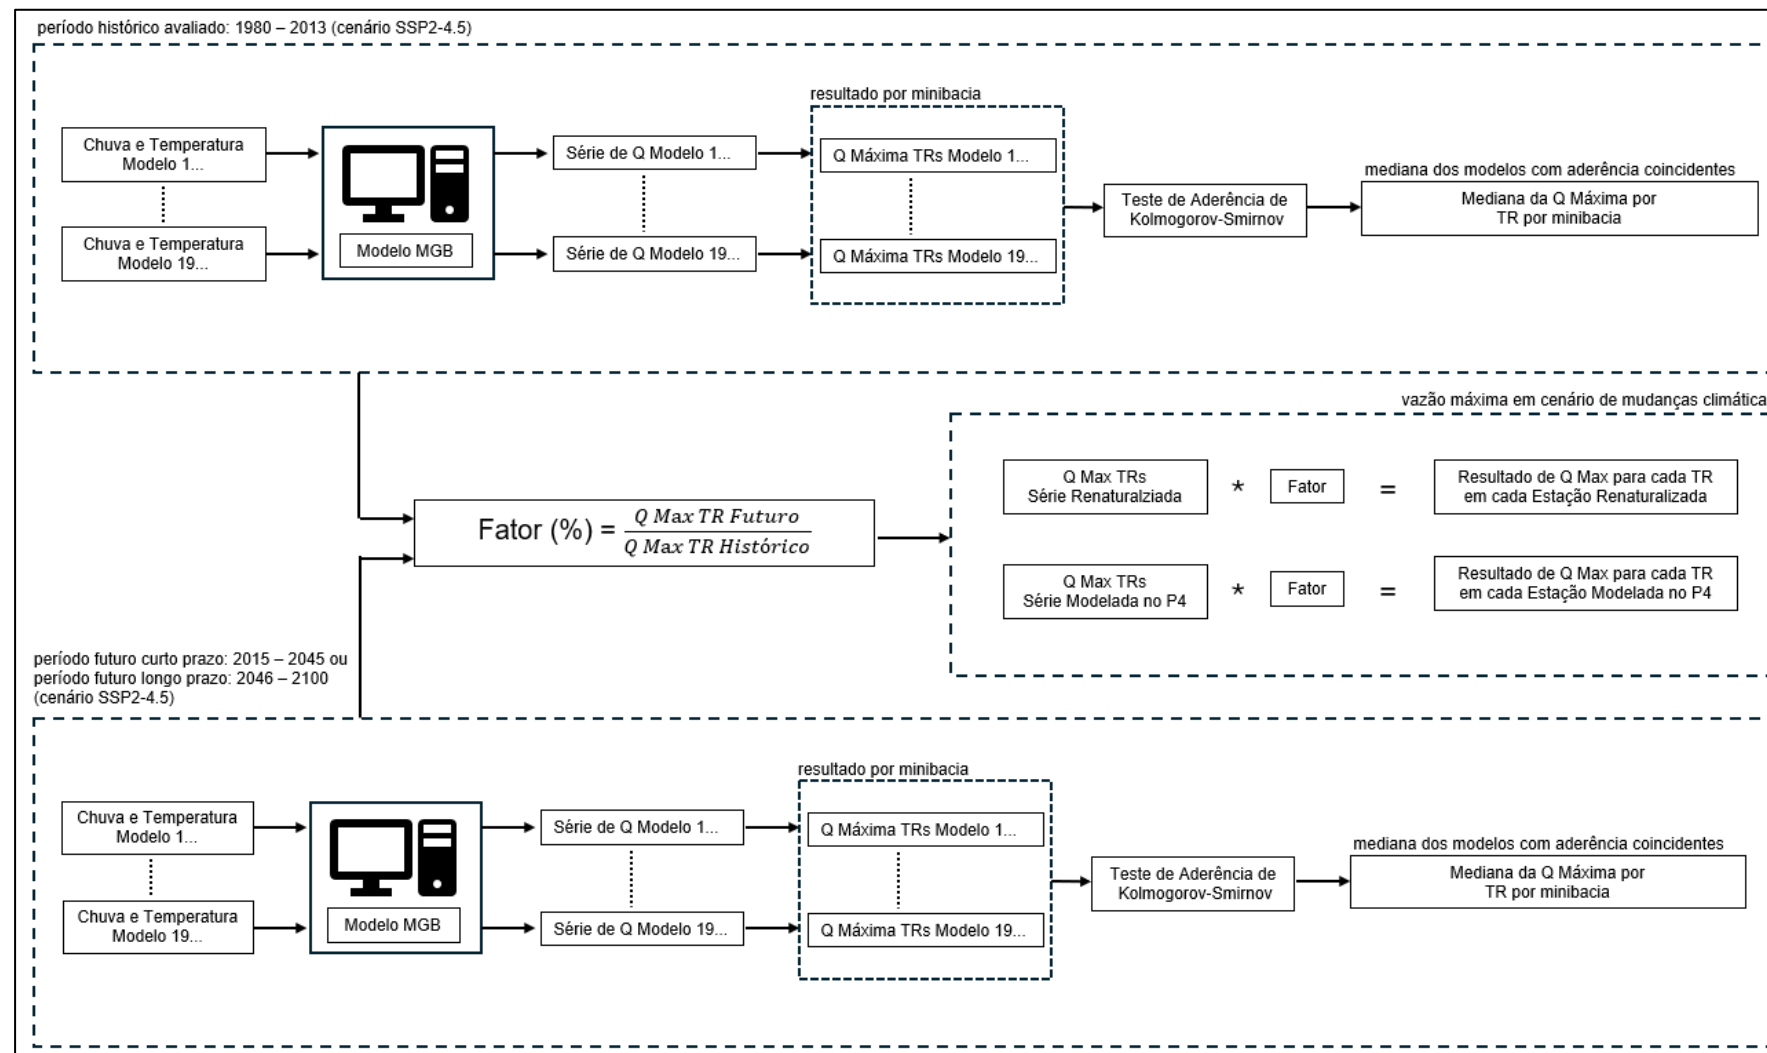 período histórico avaliado: 1980 – 2013 (cenário SSP2-4.5)
resultado por minibacia
Chuva e Temperatura
Modelo 1...
Série de Q Modelo 1...
Q Máxima TRs Modelo 1...
mediana dos modelos com aderência coincidentes
Teste de Aderência de
Kolmogorov-Smirnov
Mediana da Q Máxima por
TR por minibacia
Chuva e Temperatura
Modelo 19...
Modelo MGB
Série de Q Modelo 19...
Q Máxima TRs Modelo 19...
vazão máxima em cenário de mudanças climática
Q Max TRs
Série Renaturalziada
*
Fator
=
Resultado de Q Max para cada TR
em cada Estação Renaturalizada
Fator (%) = Q Max TR Futuro
Q Max TR Histórico
Q Max TRs
Série Modelada no P4
*
Fator
=
Resultado de Q Max para cada TR
em cada Estação Modelada no P4
período futuro curto prazo: 2015 – 2045 ou
período futuro longo prazo: 2046 – 2100
(cenário SSP2-4.5)
resultado por minibacia
Chuva e Temperatura
Modelo 1...
Série de Q Modelo 1...
Q Máxima TRs Modelo 1...
mediana dos modelos com aderência coincidentes
Teste de Aderência de
Kolmogorov-Smirnov
Mediana da Q Máxima por
TR por minibacia
Chuva e Temperatura
Modelo 19...
Modelo MGB
Série de Q Modelo 19...
Q Máxima TRs Modelo 19...